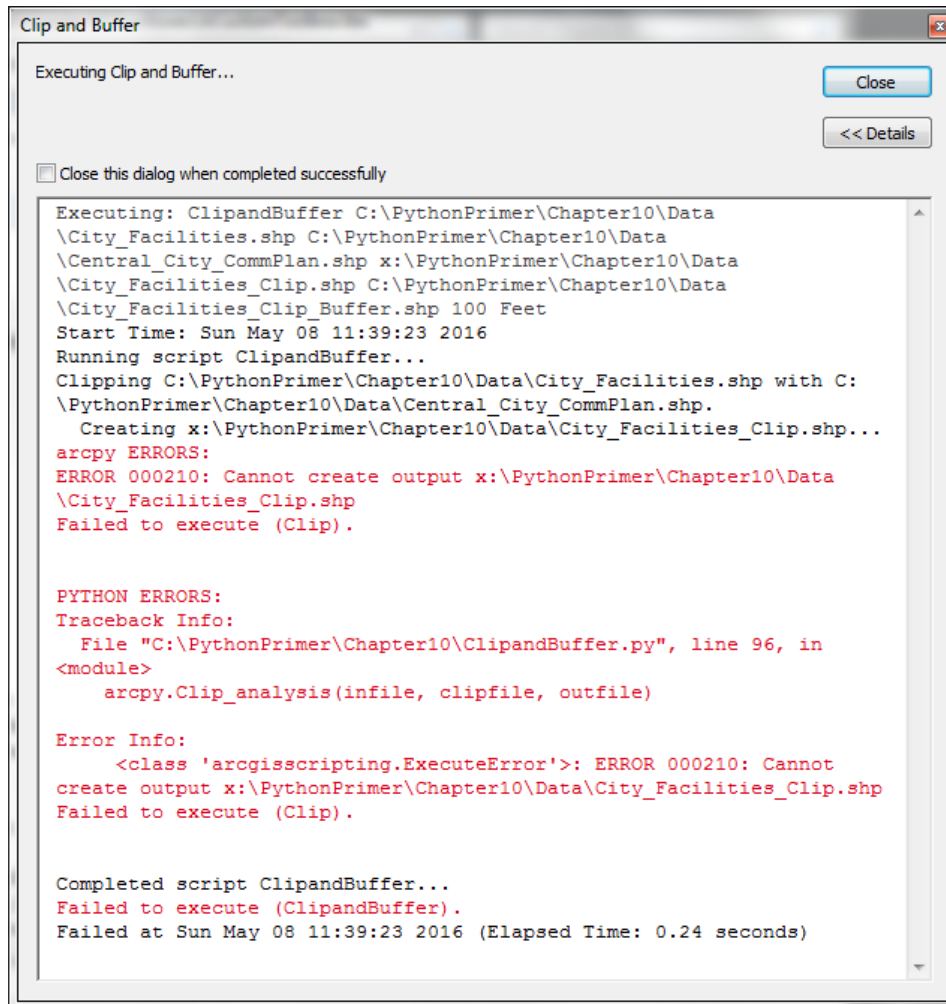 Clip and Buffer
x
Executing Clip and Buffer...
Close
<< Details
Close this dialog when completed successfully
Executing: ClipandBuffer C:\PythonPrimer\Chapter10\Data
\City_Facilities.shp C:\PythonPrimer\Chapter10\Data
\Central_City_CommPlan.shp x:\PythonPrimer\Chapter10\Data
\City_Facilities_Clip.shp C:\PythonPrimer\Chapter10\Data
\City_Facilities_Clip_Buffer.shp 100 Feet
Start Time: Sun May 08 11:39:23 2016
Running script ClipandBuffer...
Clipping C:\PythonPrimer\Chapter10\Data\City_Facilities.shp with C:
\PythonPrimer\Chapter10\Data\Central_City_CommPlan.shp.
Creating x:\PythonPrimer\Chapter10\Data\City_Facilities_Clip.shp...
arcpy ERRORS:
ERROR 000210: Cannot create output x:\PythonPrimer\Chapter10\Data
\City_Facilities_Clip.shp
Failed to execute (Clip).
PYTHON ERRORS:
Traceback Info:
File "C:\PythonPrimer\Chapter10\ClipandBuffer.py", line 96, in
<module>
arcpy.Clip_analysis(infile, clipfile, outfile)
Error Info:
<class 'arcgisscripting.ExecuteError'>: ERROR 000210: Cannot
create output x:\PythonPrimer\Chapter10\Data\City_Facilities_Clip.shp
Failed to execute (Clip).
Completed script ClipandBuffer...
Failed to execute (ClipandBuffer).
Failed at Sun May 08 11:39:23 2016 (Elapsed Time: 0.24 seconds)